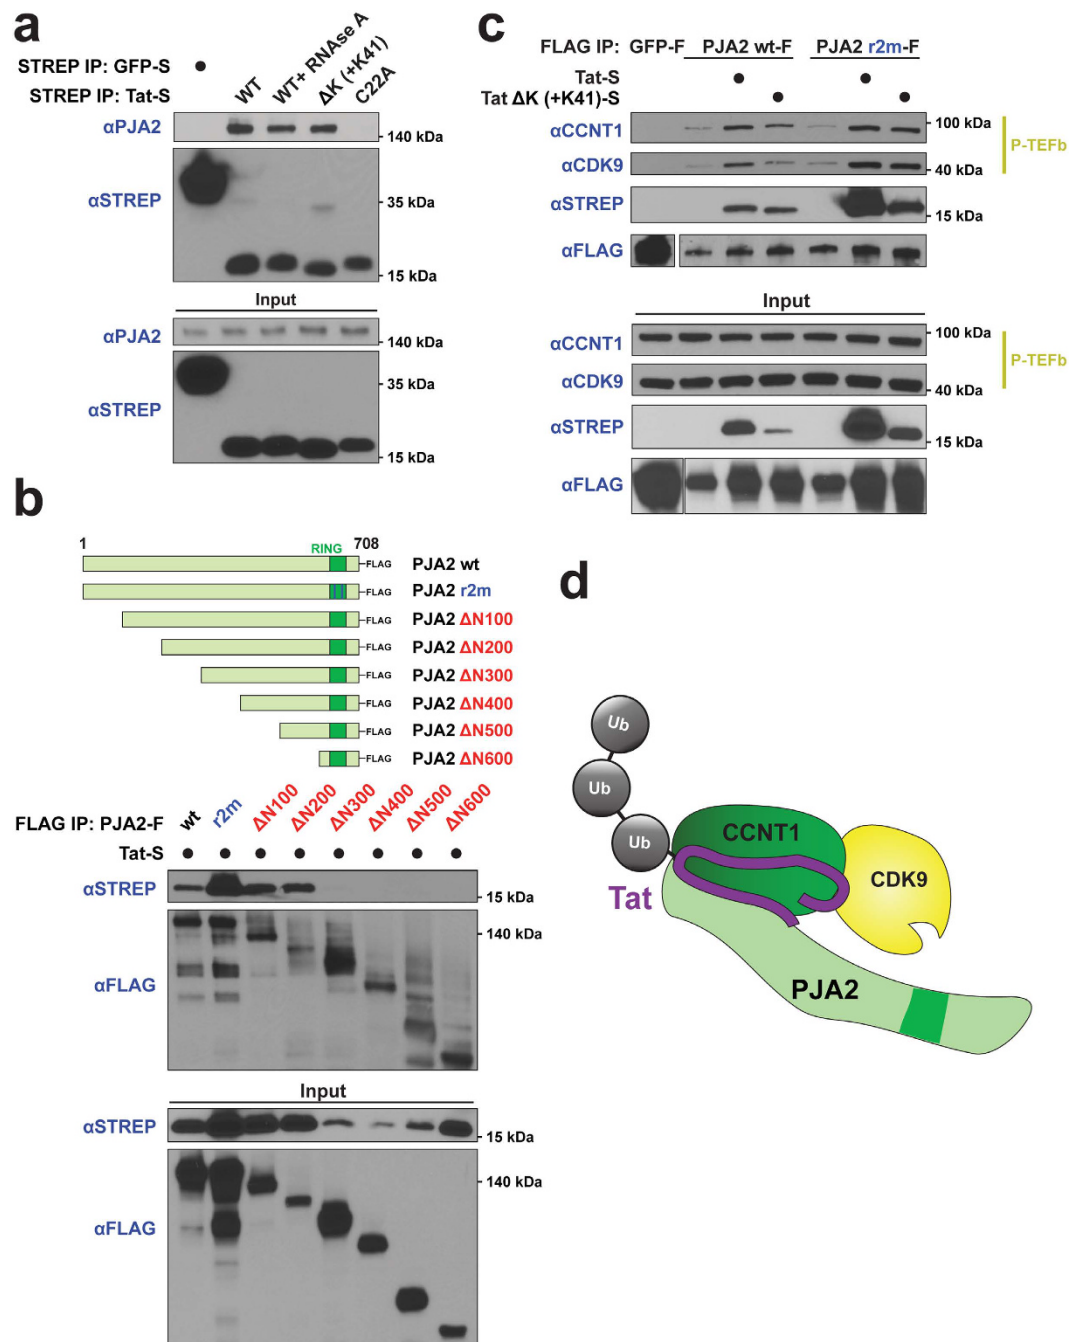 a
STREP IP: GFP-S
STREP IP: Tat-S
WT
WT+ RNAse A
ΔK (+K41)
C22A
αPJA2
140 kDa
αSTREP
35 kDa
15 kDa
Input
αPJA2
140 kDa
αSTREP
35 kDa
15 kDa
b
1
708
RING
FLAG
PJA2 wt
FLAG
PJA2 r2m
FLAG
PJA2 ΔN100
FLAG
PJA2 ΔN200
FLAG
PJA2 ΔN300
FLAG
PJA2 ΔN400
FLAG
PJA2 ΔN500
FLAG
PJA2 ΔN600
FLAG IP: PJA2-F
wt
r2m
ΔN100
ΔN200
ΔN300
ΔN400
ΔN500
ΔN600
Tat-S
αSTREP
15 kDa
αFLAG
140 kDa
Input
αSTREP
15 kDa
αFLAG
140 kDa
c
FLAG IP: GFP-F PJA2 wt-F PJA2 r2m-F
Tat-S
Tat ΔK (+K41)-S
αCCNT1
100 kDa
αCDK9
40 kDa
P-TEFb
αSTREP
15 kDa
αFLAG
Input
αCCNT1
100 kDa
αCDK9
40 kDa
P-TEFb
αSTREP
15 kDa
αFLAG
d
Ub
Ub
Ub
CCNT1
CDK9
Tat
PJA2